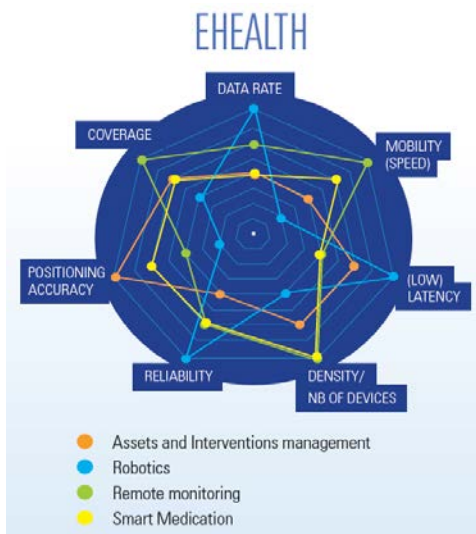 EHEALTH
DATA RATE
COVERAGE
MOBILITY
(SPEED)
POSITIONING
ACCURACY
(LOW)
LATENCY
RELIABILITY
DENSITY/
NB OF DEVICES
Assets and Interventions management
Robotics
Remote monitoring
Smart Medication